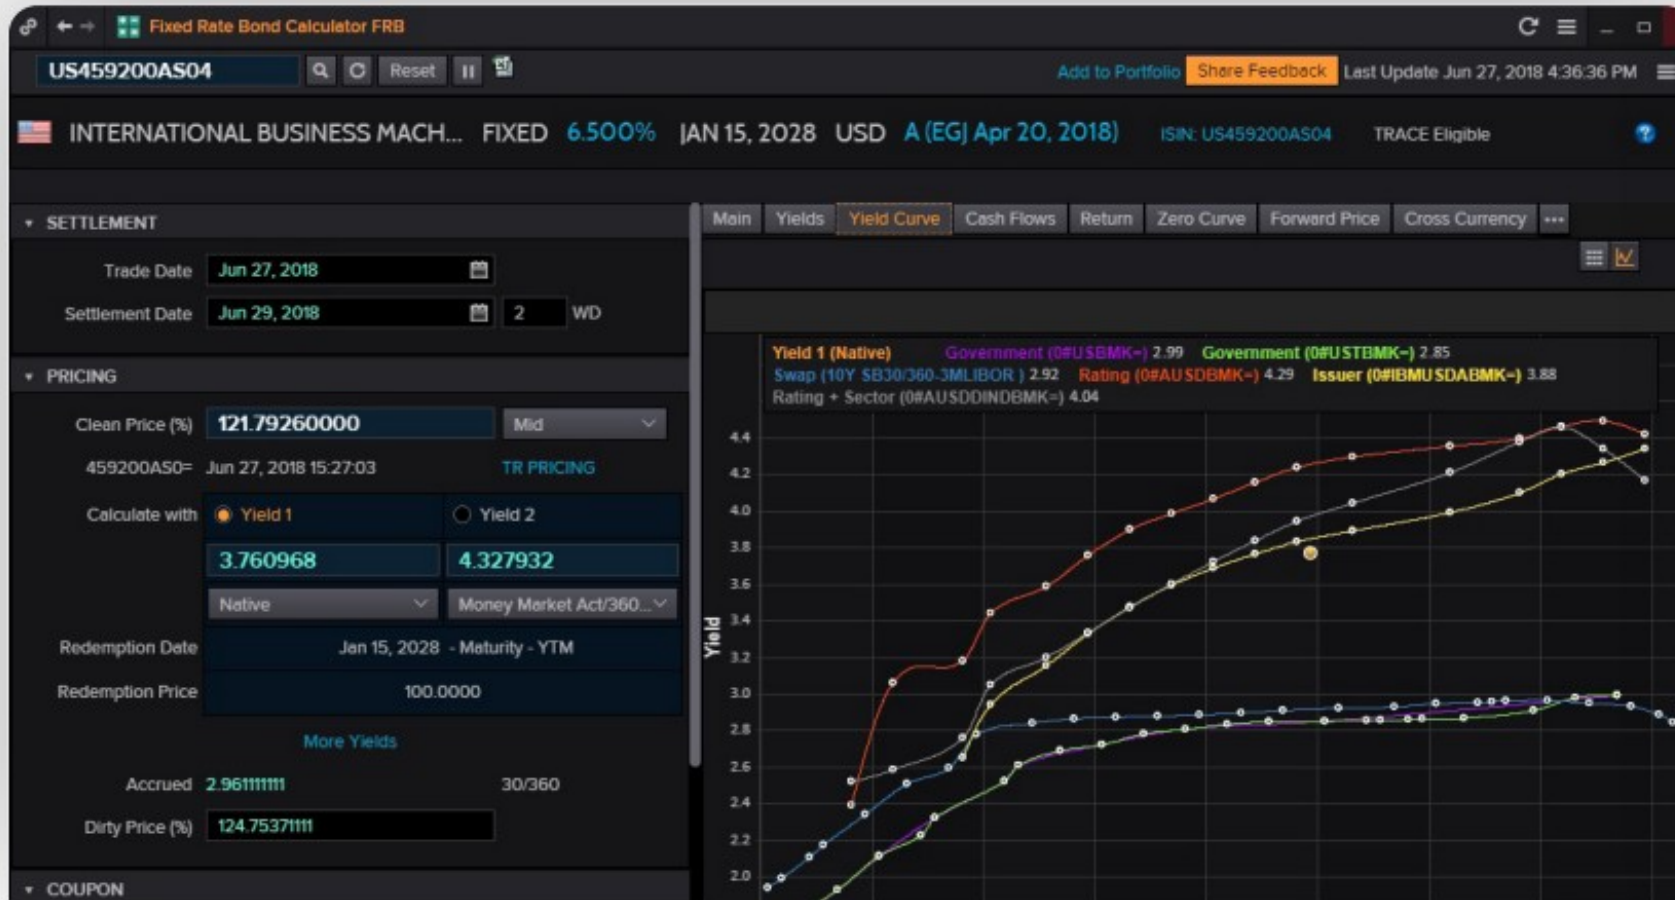 Fixed Rate Bond Calculator FRB
US459200AS04 Reset Add to Portfolio Share Feedback Last Update Jun 27, 2018 4:36:36 PM
INTERNATIONAL BUSINESS MACH... FIXED 6.500% JAN 15, 2028 USD A (EGJ Apr 20, 2018) ISIN: US459200AS04 TRACE Eligible ?
SETTLEMENT
Trade Date Jun 27, 2018
Settlement Date Jun 29, 2018 2 WD
PRICING
Clean Price (%) 121.79260000 Mid
459200AS0= Jun 27, 2018 15:27:03 TR PRICING
Calculate with Yield 1 Yield 2
3.760968 4.327932
Native Money Market Act/360...
Redemption Date Jan 15, 2028 - Maturity - YTM
Redemption Price 100.0000
More Yields
Accrued 2.961111111 30/360
Dirty Price (%) 124.75371111
COUPON
Main Yields Yield Curve Cash Flows Return Zero Curve Forward Price Cross Currency ...
Yield 1 (Native) Government (0#USBMK=) 2.99 Government (0#USTBMK=) 2.85
Swap (10Y SB30/360-3MLIBOR ) 2.92 Rating (0#AUSDBMK=) 4.29 Issuer (0#IBMUSDABMK=) 3.88
Rating + Sector (0#AUSDDINDBMK=) 4.04
Yield
4.4
4.2
4.0
3.8
3.6
3.4
3.2
3.0
2.8
2.6
2.4
2.2
2.0